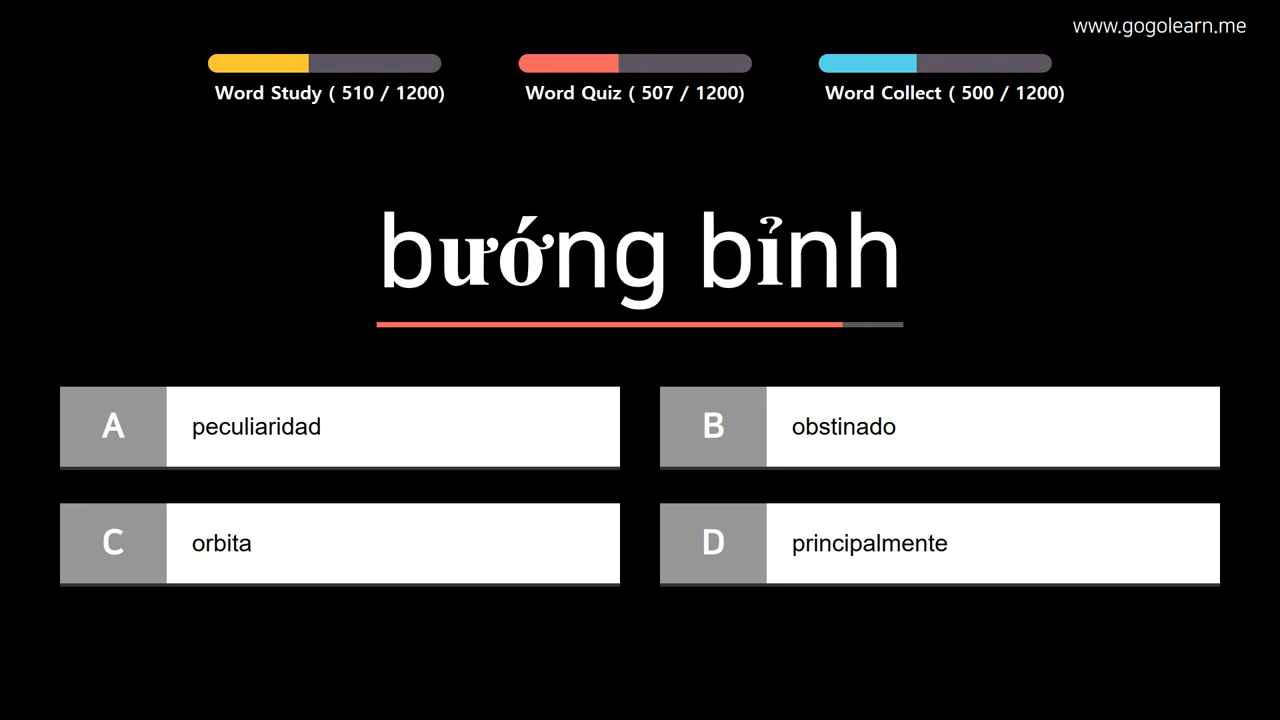 www.gogolearn.me
Word Study ( 510 / 1200)
Word Quiz ( 507 / 1200)
Word Collect ( 500 / 1200)
bướng bỉnh
A peculiaridad
B obstinado
C orbita
D principalmente